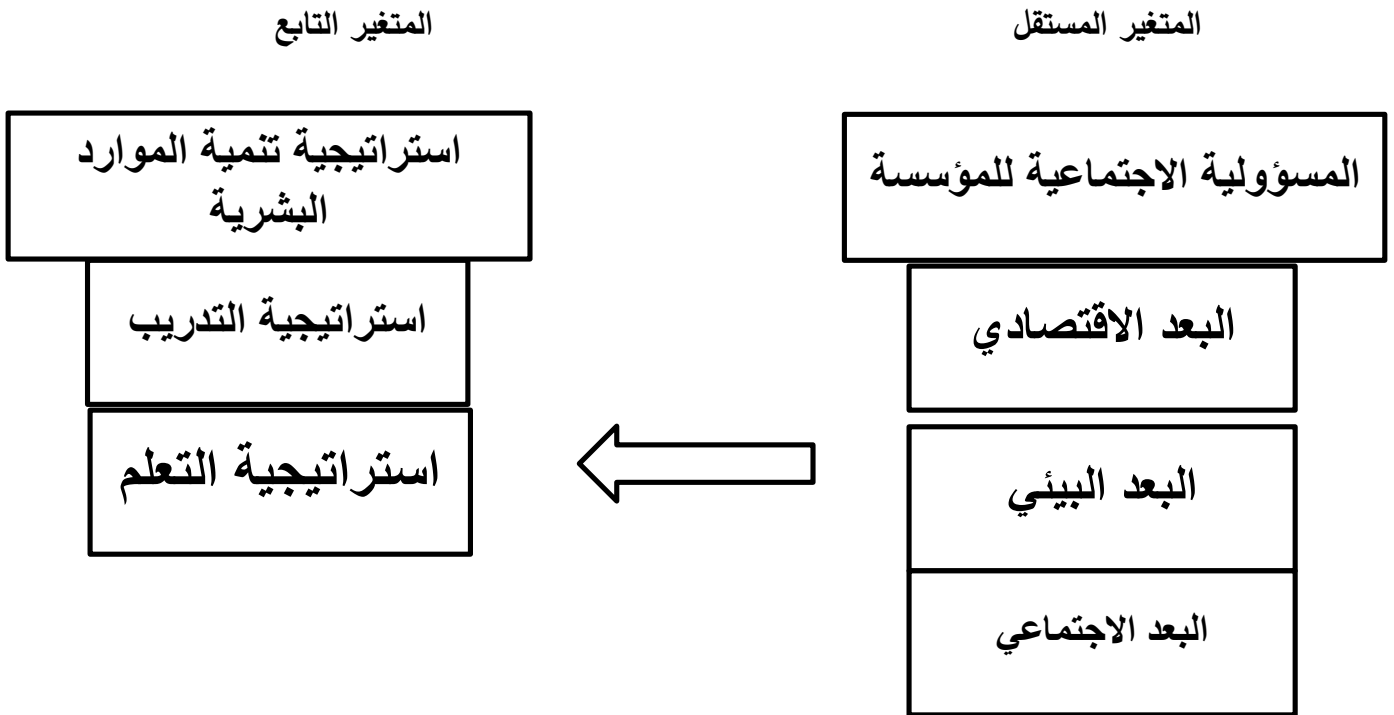 المتغير المستقل
المتغير التابع
المسؤولية الاجتماعية للمؤسسة
البعد الاقتصادي
البعد البيئي
البعد الاجتماعي
استراتيجية تنمية الموارد
البشرية
استراتيجية التدريب
استراتيجية التعلم